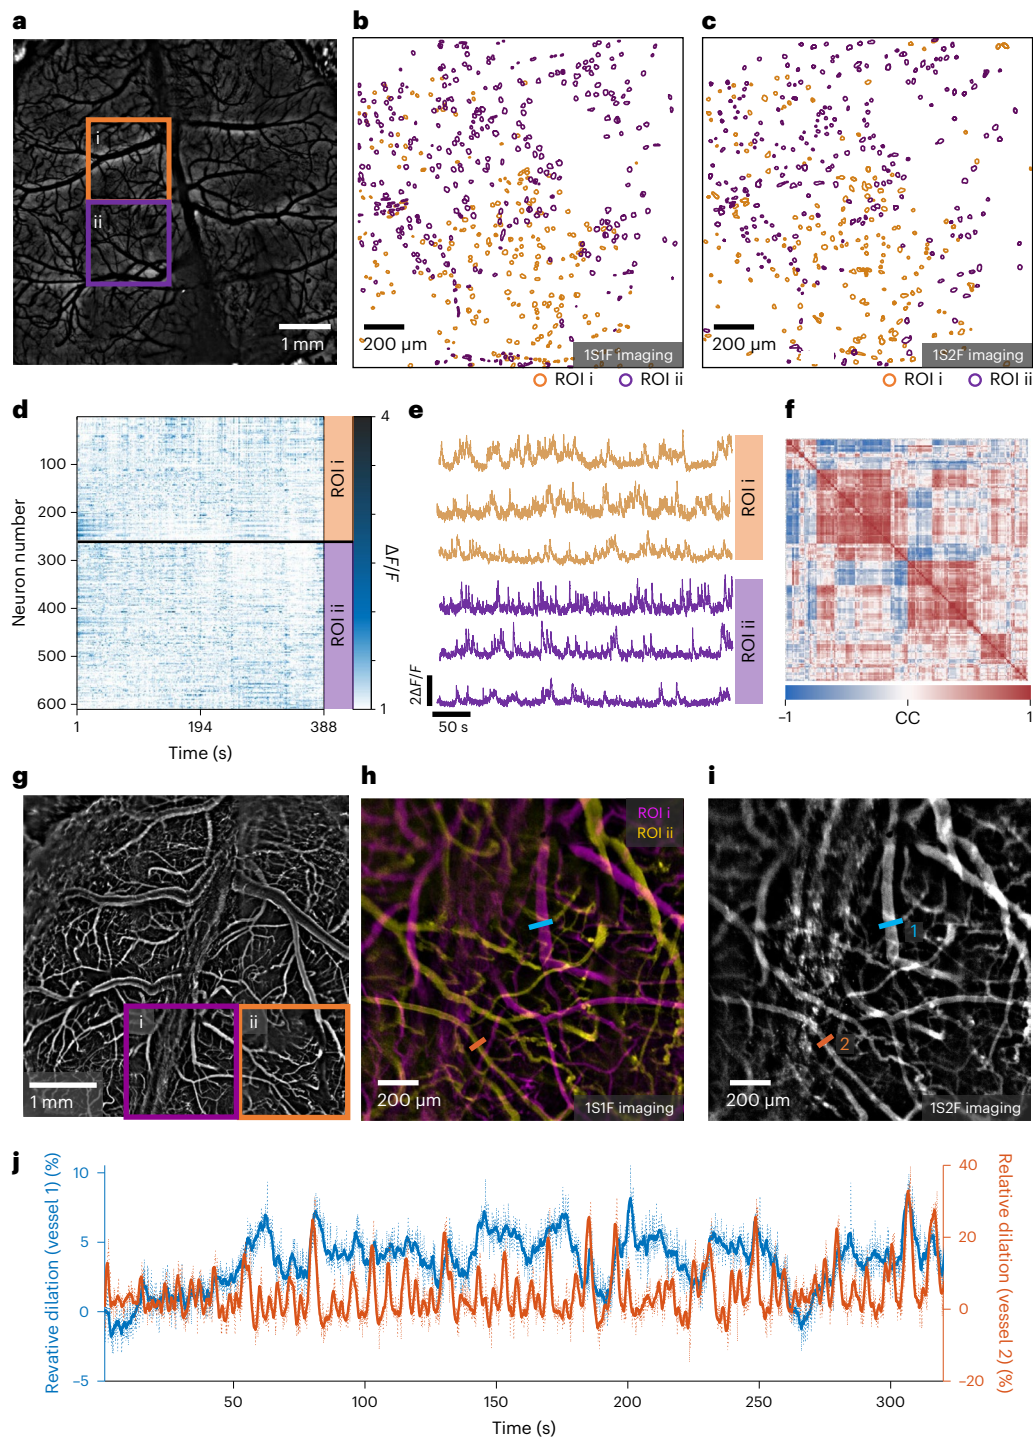 a
i
ii
1 mm
b
200 µm
1S1F imaging
ROI i ROI ii
c
200 µm
1S2F imaging
ROI i ROI ii
d
Neuron number
100
200
300
400
500
600
1 194 388
Time (s)
ROI i
ROI ii
4
ΔF/F
1
e
ROI i
ROI ii
2ΔF/F
50 s
f
−1 CC 1
g
i
ii
1 mm
h
ROI i
ROI ii
200 µm
1S1F imaging
i
1
2
200 µm
1S2F imaging
j
Revative dilation (vessel 1) (%)
10
5
0
−5
50 100 150 200 250 300
Time (s)
40
20
0
−20
Relative dilation (vessel 2) (%)